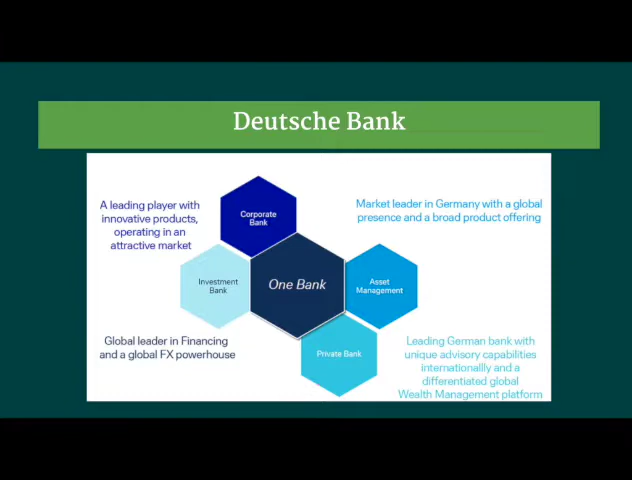 Deutsche Bank
A leading player with
innovative products,
operating in an
attractive market
Corporate
Bank
Market leader in Germany with a global
presence and a broad product offering
Investment
Bank
One Bank
Asset
Management
Global leader in Financing
and a global FX powerhouse
Private Bank
Leading German bank with
unique advisory capabilities
internationallly and a
differentiated global
Wealth Management platform